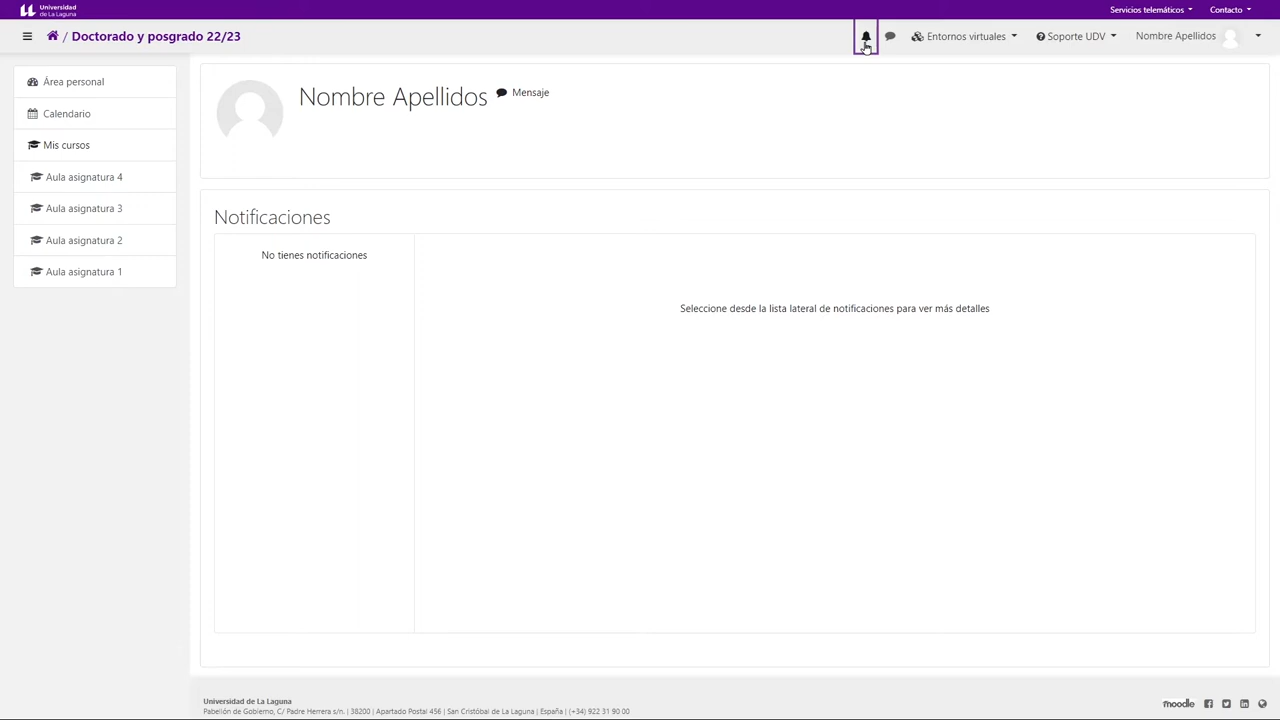 Universidad
de La Laguna
Servicios telemáticos
Contacto
/ Doctorado y posgrado 22/23
Entornos virtuales
Soporte UDV
Nombre Apellidos
Área personal
Calendario
Mis cursos
Aula asignatura 4
Aula asignatura 3
Aula asignatura 2
Aula asignatura 1
Nombre Apellidos
Mensaje
Notificaciones
No tienes notificaciones
Seleccione desde la lista lateral de notificaciones para ver más detalles
Universidad de La Laguna
Pabellón de Gobierno, C/ Padre Herrera s/n. | 38200 | Apartado Postal 456 | San Cristóbal de La Laguna | España | (+34) 922 31 90 00
moodle